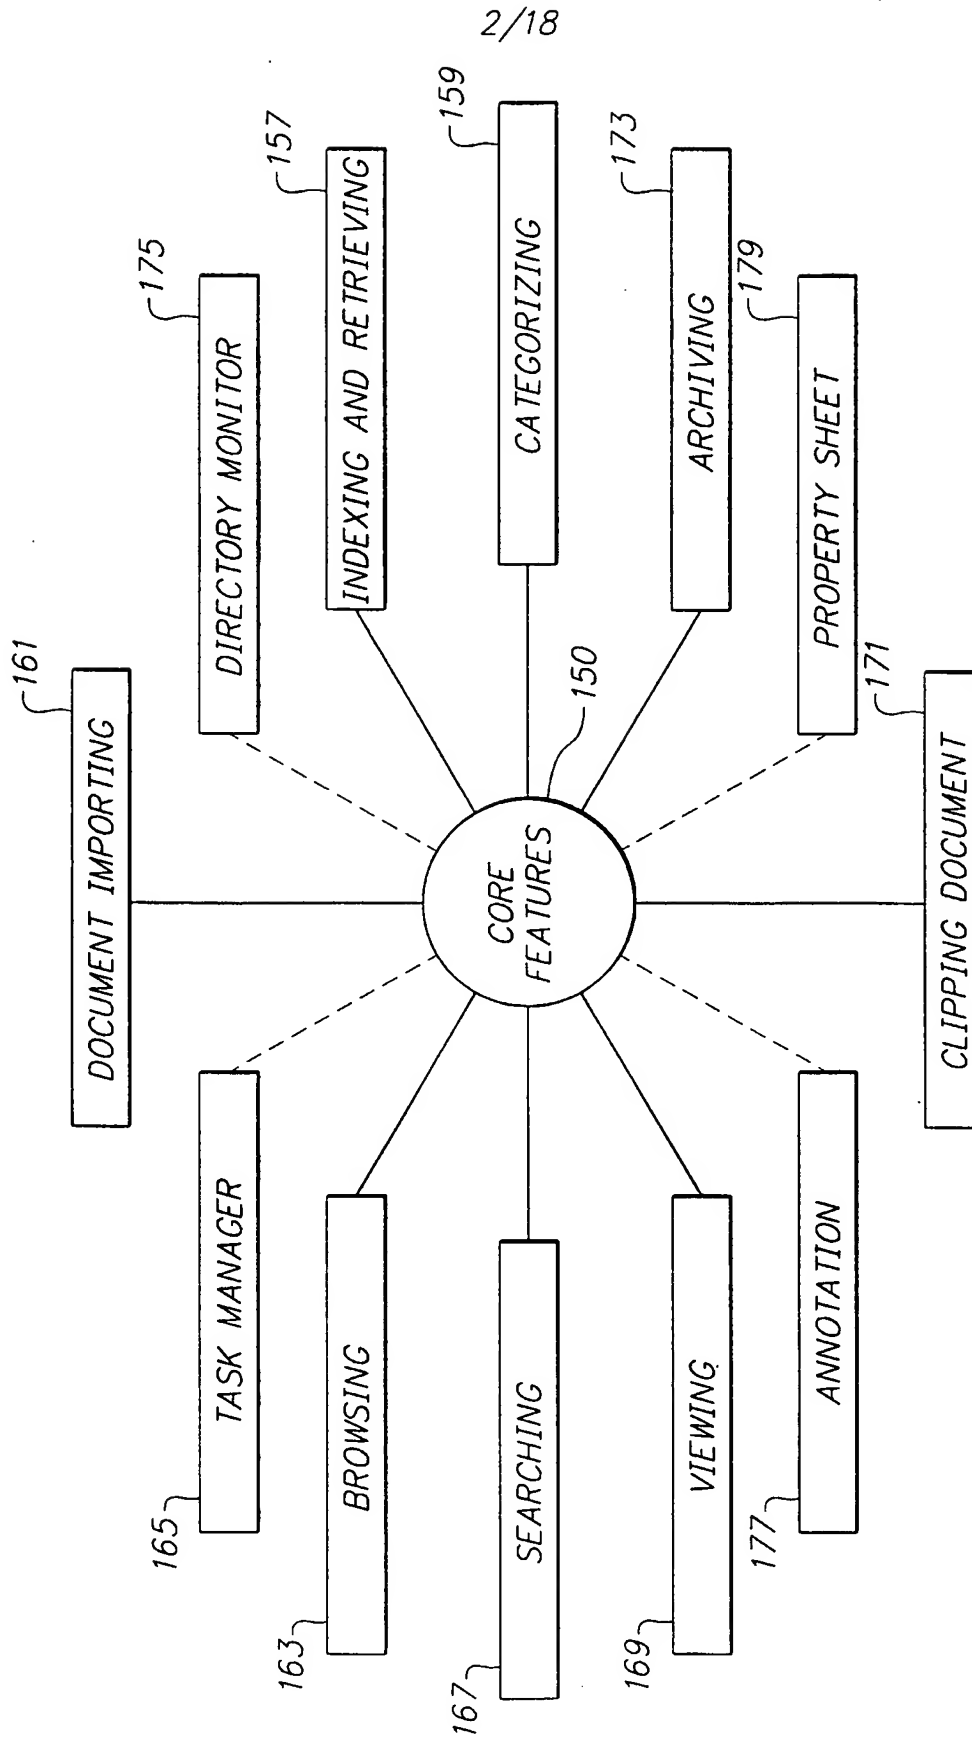 2/18
161
DOCUMENT IMPORTING
165
TASK MANAGER
175
DIRECTORY MONITOR
163
BROWSING
157
INDEXING AND RETRIEVING
167
SEARCHING
CORE
FEATURES
150
159
CATEGORIZING
169
VIEWING
173
ARCHIVING
177
ANNOTATION
179
PROPERTY SHEET
171
CLIPPING DOCUMENT